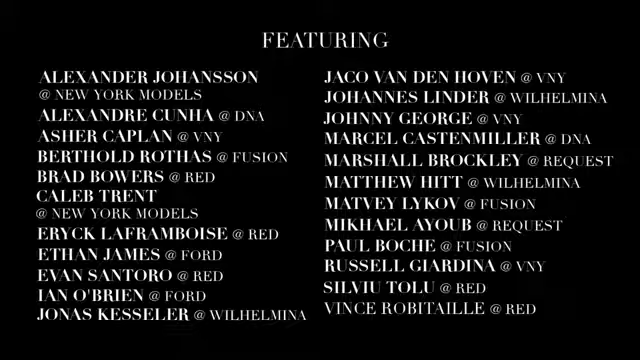 FEATURING
ALEXANDER JOHANSSON
@ NEW YORK MODELS
ALEXANDRE CUNHA @ DNA
ASHER CAPLAN @ VNY
BERTHOLD ROTHAS @ FUSION
BRAD BOWERS @ RED
CALEB TRENT
@ NEW YORK MODELS
ERYCK LAFRAMBOISE @ RED
ETHAN JAMES @ FORD
EVAN SANTORO @ RED
IAN O'BRIEN @ FORD
JONAS KESSELER @ WILHELMINA
JACO VAN DEN HOVEN @ VNY
JOHANNES LINDER @ WILHELMINA
JOHNNY GEORGE @ VNY
MARCEL CASTENMILLER @ DNA
MARSHALL BROCKLEY @ REQUEST
MATTHEW HITT @ WILHELMINA
MATVEY LYKOV @ FUSION
MIKHAEL AYOUB @ REQUEST
PAUL BOCHE @ FUSION
RUSSELL GIARDINA @ VNY
SILVIU TOLU @ RED
VINCE ROBITAILLE @ RED